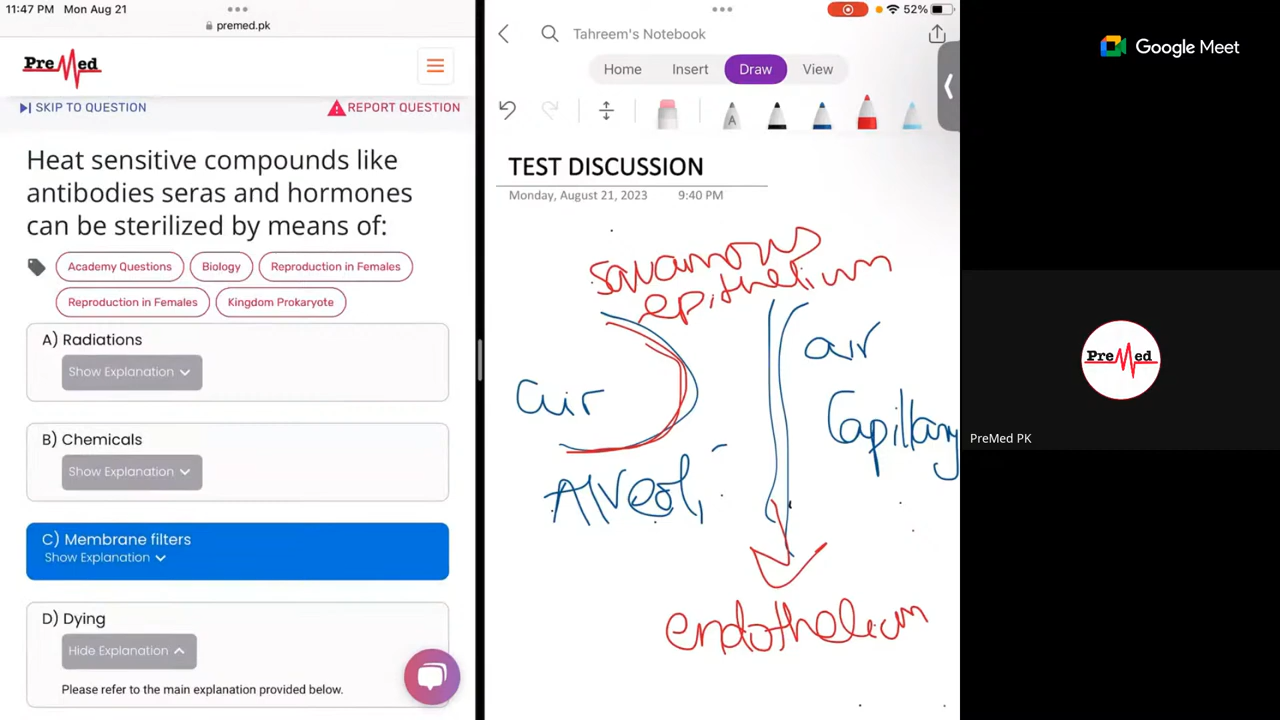 11:47 PM Mon Aug 21
premed.pk
PreMed
SKIP TO QUESTION
REPORT QUESTION
Heat sensitive compounds like
antibodies seras and hormones
can be sterilized by means of:
Academy Questions
Biology
Reproduction in Females
Reproduction in Females
Kingdom Prokaryote
A) Radiations
Show Explanation
B) Chemicals
Show Explanation
C) Membrane filters
Show Explanation
D) Dying
Hide Explanation
Please refer to the main explanation provided below.
52%
Tahreem's Notebook
Home
Insert
Draw
View
A
TEST DISCUSSION
Monday, August 21, 2023
9:40 PM
squamous
epithelium
air
air
Capillary
Alveoli
endothelium
Google Meet
PreMed
PreMed PK